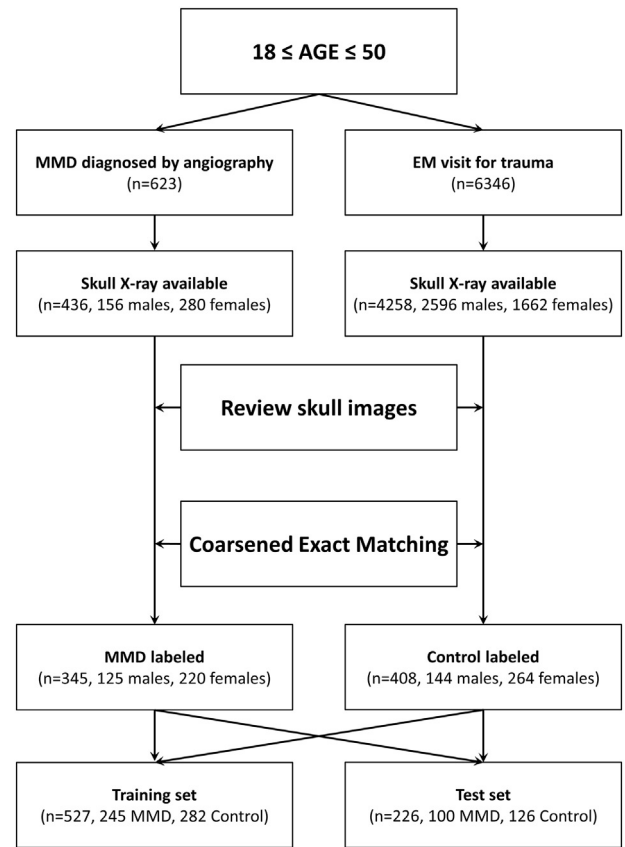 18 ≤ AGE ≤ 50
MMD diagnosed by angiography
(n=623)
EM visit for trauma
(n=6346)
Skull X-ray available
(n=436, 156 males, 280 females)
Skull X-ray available
(n=4258, 2596 males, 1662 females)
Review skull images
Coarsened Exact Matching
MMD labeled
(n=345, 125 males, 220 females)
Control labeled
(n=408, 144 males, 264 females)
Training set
(n=527, 245 MMD, 282 Control)
Test set
(n=226, 100 MMD, 126 Control)